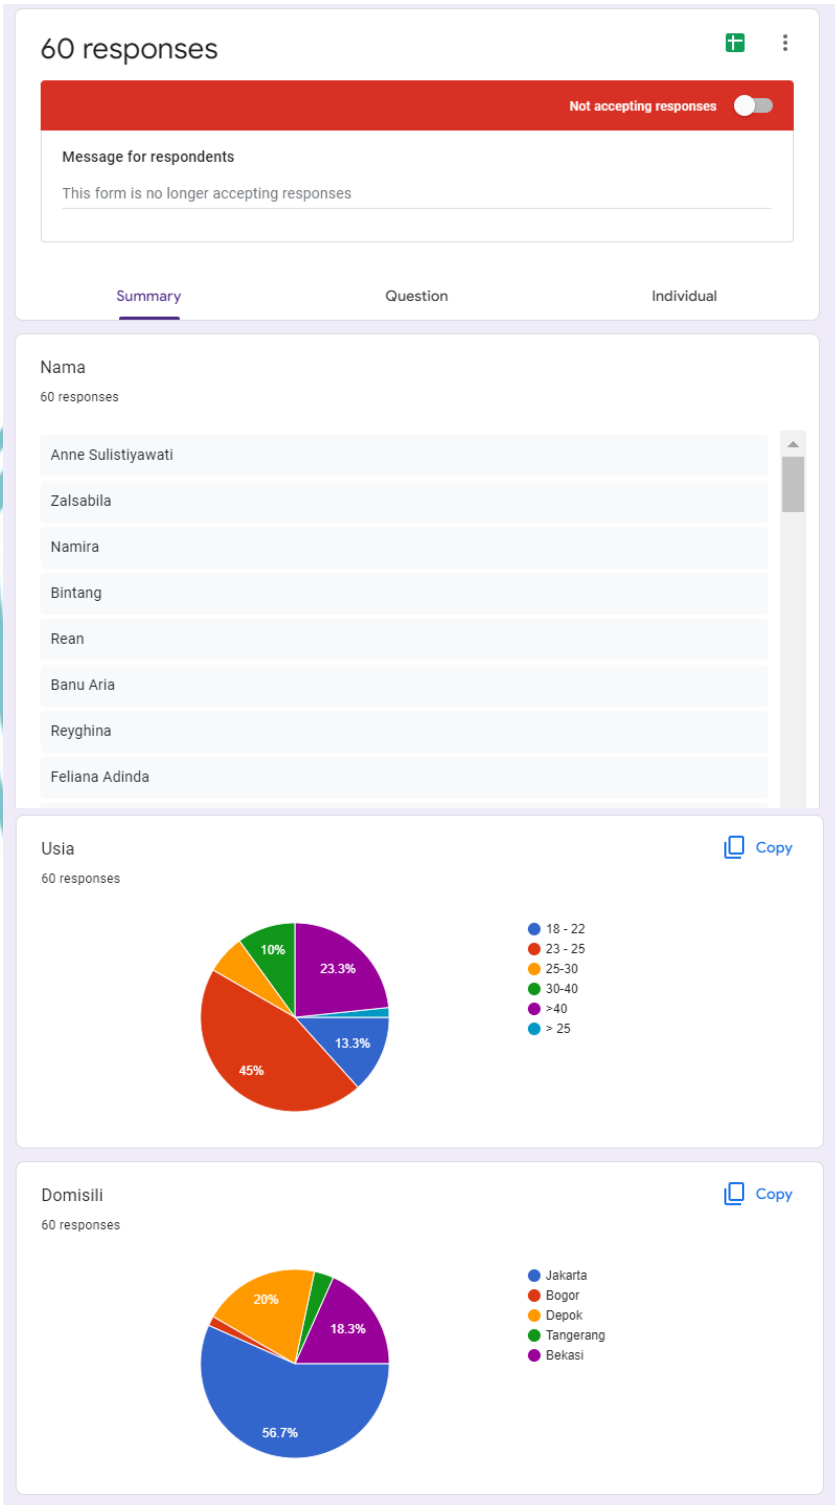 60 responses
Not accepting responses
Message for respondents
This form is no longer accepting responses
Summary
Question
Individual
Nama
60 responses
Anne Sulistiyawati
Zalsabila
Namira
Bintang
Rean
Banu Aria
Reyghina
Feliana Adinda
Usia
Copy
60 responses
10%
23.3%
13.3%
45%
18 - 22
23 - 25
25-30
30-40
>40
> 25
Domisili
Copy
60 responses
20%
18.3%
56.7%
Jakarta
Bogor
Depok
Tangerang
Bekasi